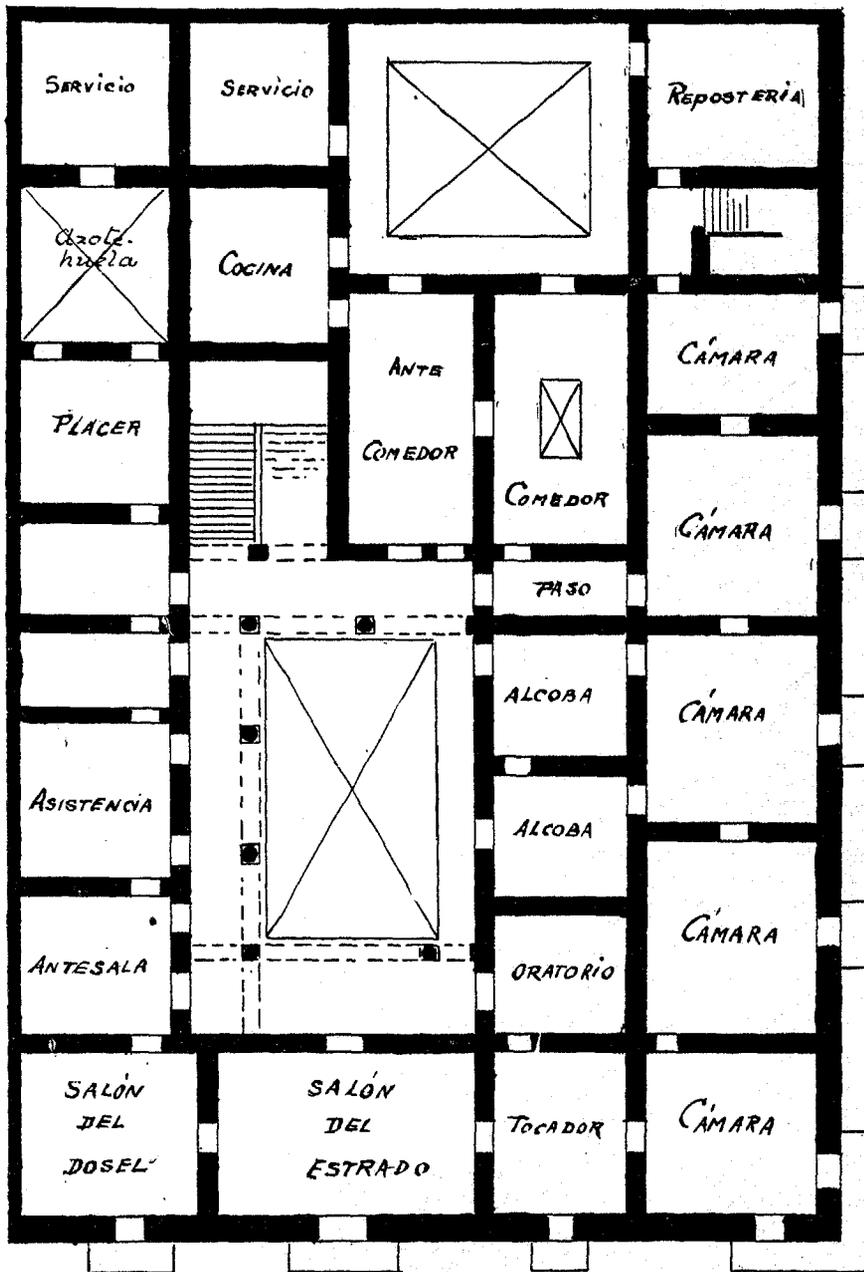 SERVICIO
SERVICIO
REPOSTERIA
Azote-
huela
COCINA
ANTE
COMEDOR
CÁMARA
PLACER
COMEDOR
CÁMARA
PASO
ALCOBA
CÁMARA
ASISTENCIA
ALCOBA
CÁMARA
ANTESALA
ORATORIO
SALÓN
DEL
DOSEL
SALÓN
DEL
ESTRADO
TOCADOR
CÁMARA